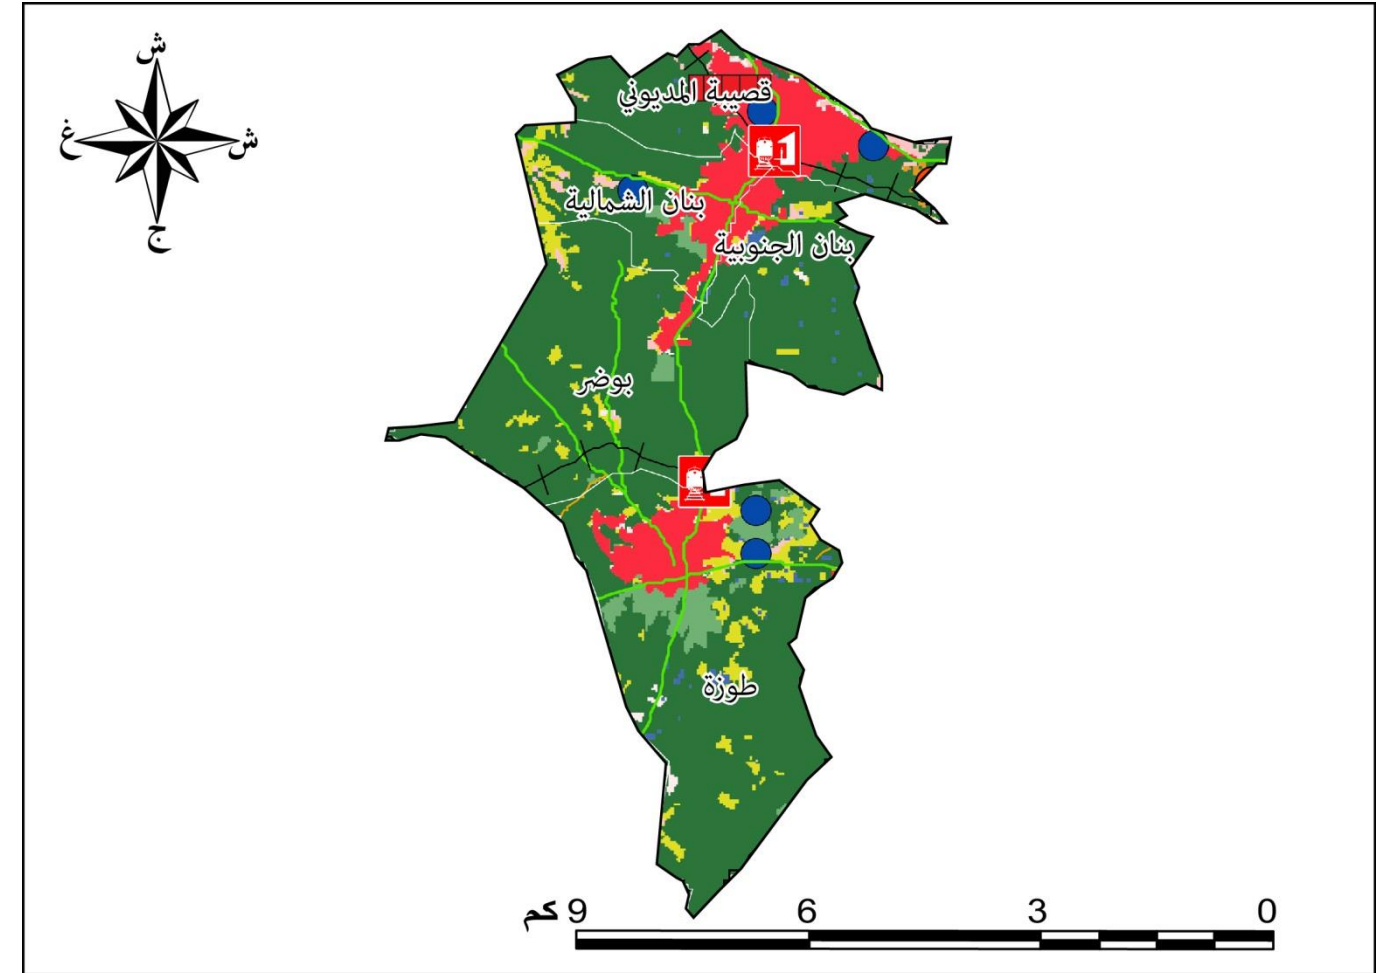 ش
غ
ش
ج
قصيبة المديوني
بنان الشمالية
بنان الجنوبية
بوضر
طوزة
0 3 6 9 كم